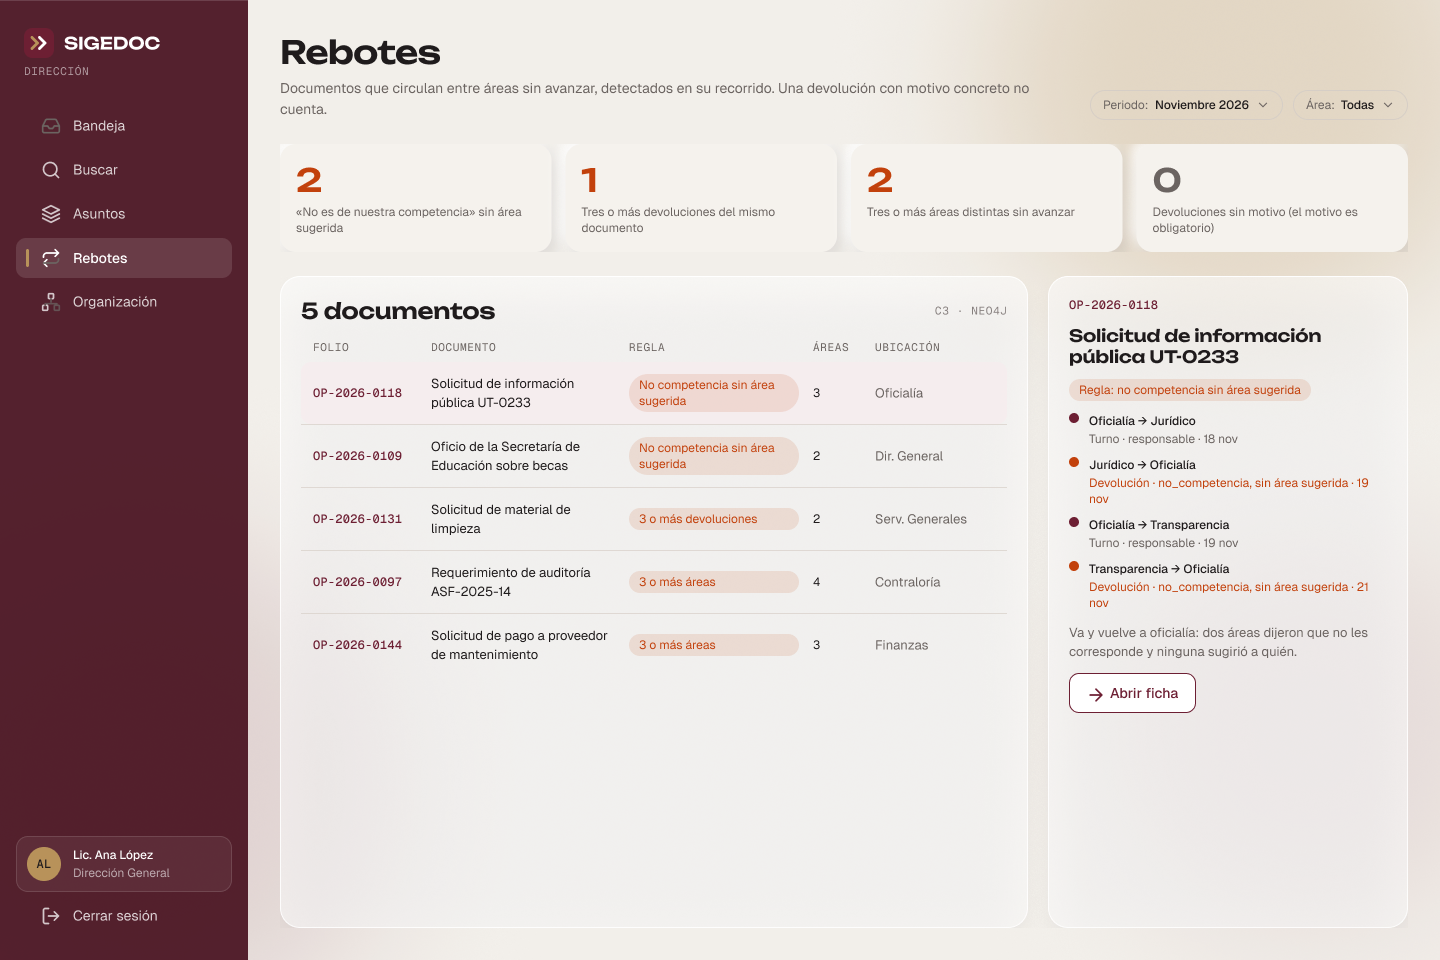 SIGEDOC
DIRECCIÓN
Bandeja
Buscar
Asuntos
Rebotes
Organización
AL
Lic. Ana López
Dirección General
Cerrar sesión
Rebotes
Documentos que circulan entre áreas sin avanzar, detectados en su recorrido. Una devolución con motivo concreto no
cuenta.
Periodo: Noviembre 2026
Área: Todas
2
«No es de nuestra competencia» sin área
sugerida
1
Tres o más devoluciones del mismo
documento
2
Tres o más áreas distintas sin avanzar
0
Devoluciones sin motivo (el motivo es
obligatorio)
5 documentos
C3 · NEO4J
FOLIO DOCUMENTO REGLA ÁREAS UBICACIÓN
OP-2026-0118
Solicitud de información
pública UT-0233
No competencia sin área
sugerida
3
Oficialía
OP-2026-0109
Oficio de la Secretaría de
Educación sobre becas
No competencia sin área
sugerida
2
Dir. General
OP-2026-0131
Solicitud de material de
limpieza
3 o más devoluciones
2
Serv. Generales
OP-2026-0097
Requerimiento de auditoría
ASF-2025-14
3 o más áreas
4
Contraloría
OP-2026-0144
Solicitud de pago a proveedor
de mantenimiento
3 o más áreas
3
Finanzas
OP-2026-0118
Solicitud de información
pública UT-0233
Regla: no competencia sin área sugerida
Oficialía → Jurídico
Turno · responsable · 18 nov
Jurídico → Oficialía
Devolución · no_competencia, sin área sugerida · 19
nov
Oficialía → Transparencia
Turno · responsable · 19 nov
Transparencia → Oficialía
Devolución · no_competencia, sin área sugerida · 21
nov
Va y vuelve a oficialía: dos áreas dijeron que no les
corresponde y ninguna sugirió a quién.
→ Abrir ficha